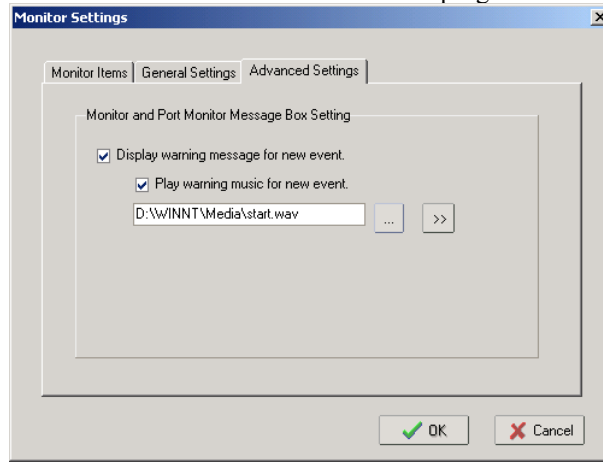 Monitor Settings
Monitor Items General Settings Advanced Settings
Monitor and Port Monitor Message Box Setting
Display warning message for new event.
Play warning music for new event.
D:\WINNT\Media\start.wav ... >>
OK Cancel